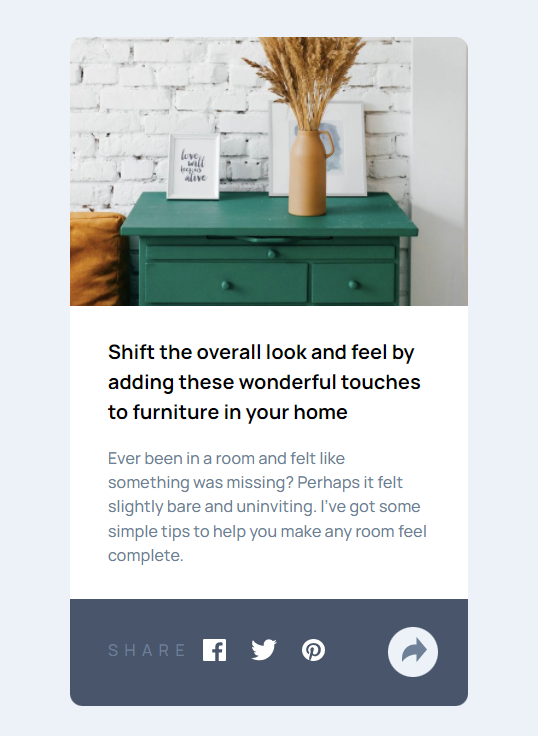 love
will
begins
alive
Shift the overall look and feel by
adding these wonderful touches
to furniture in your home
Ever been in a room and felt like
something was missing? Perhaps it felt
slightly bare and uninviting. I've got some
simple tips to help you make any room feel
complete.
SHARE